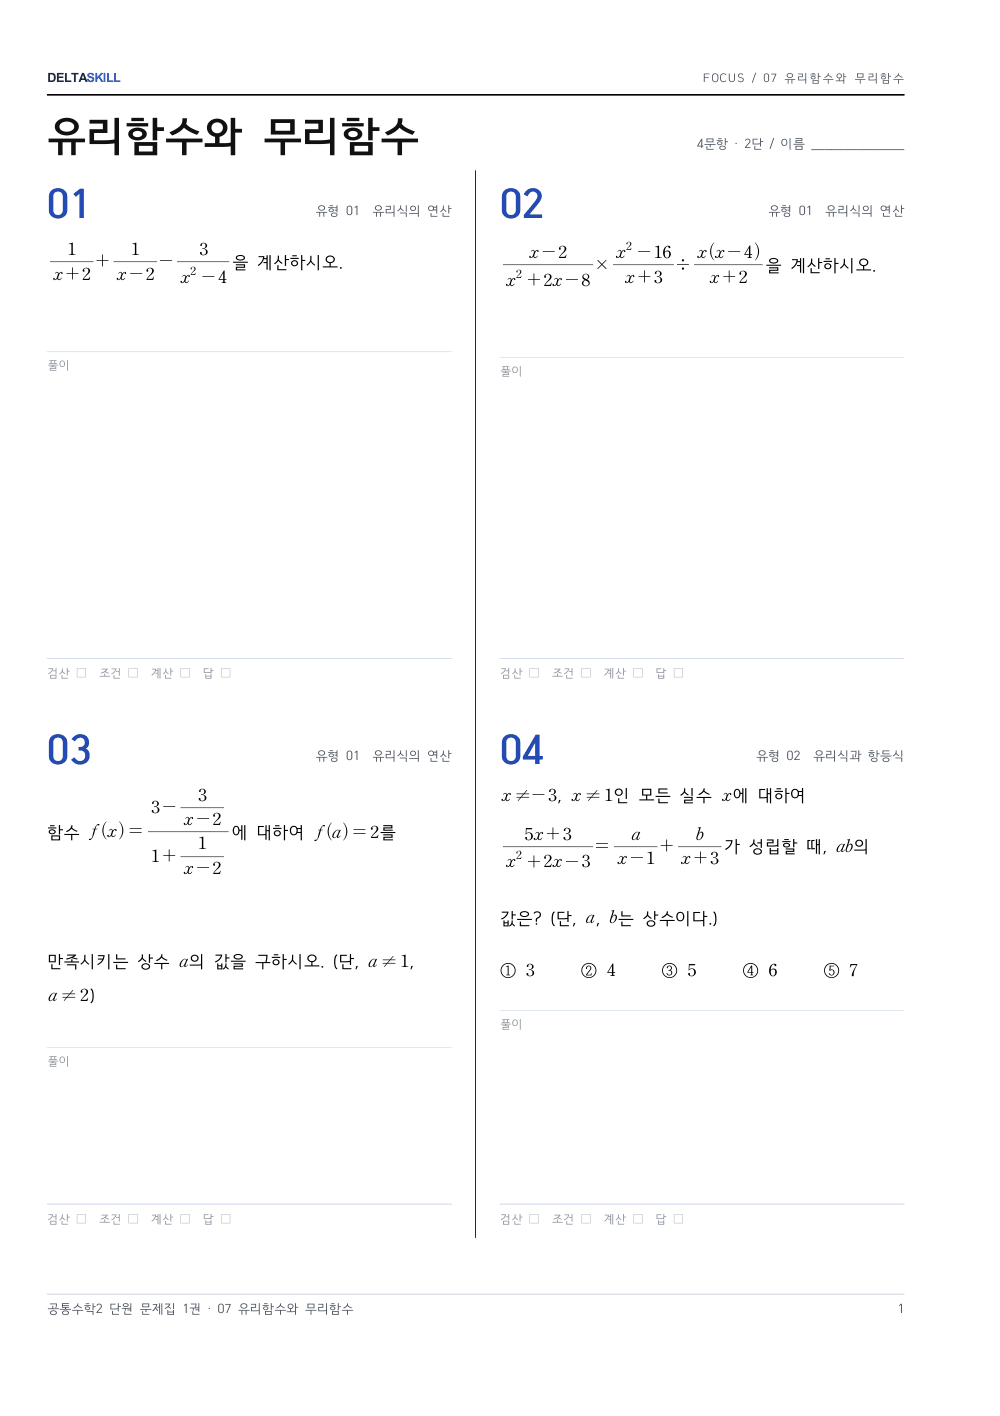 DELTASKILL
FOCUS / 07 유리함수와 무리함수
유리함수와 무리함수
4문항 · 2단 / 이름 ______________
01
유형 01 유리식의 연산
1/(x+2) + 1/(x−2) − 3/(x²−4)을 계산하시오.
풀이
검산 □ 조건 □ 계산 □ 답 □
02
유형 01 유리식의 연산
(x−2)/(x²+2x−8) × (x²−16)/(x+3) ÷ x(x−4)/(x+2)을 계산하시오.
풀이
검산 □ 조건 □ 계산 □ 답 □
03
유형 01 유리식의 연산
함수 f(x) = (3 − 3/(x−2))/(1 + 1/(x−2))에 대하여 f(a) = 2를
만족시키는 상수 a의 값을 구하시오. (단, a ≠ 1,
a ≠ 2)
풀이
검산 □ 조건 □ 계산 □ 답 □
04
유형 02 유리식과 항등식
x ≠ −3, x ≠ 1인 모든 실수 x에 대하여
(5x+3)/(x²+2x−3) = a/(x−1) + b/(x+3)가 성립할 때, ab의
값은? (단, a, b는 상수이다.)
① 3 ② 4 ③ 5 ④ 6 ⑤ 7
풀이
검산 □ 조건 □ 계산 □ 답 □
공통수학2 단원 문제집 1권 · 07 유리함수와 무리함수
1